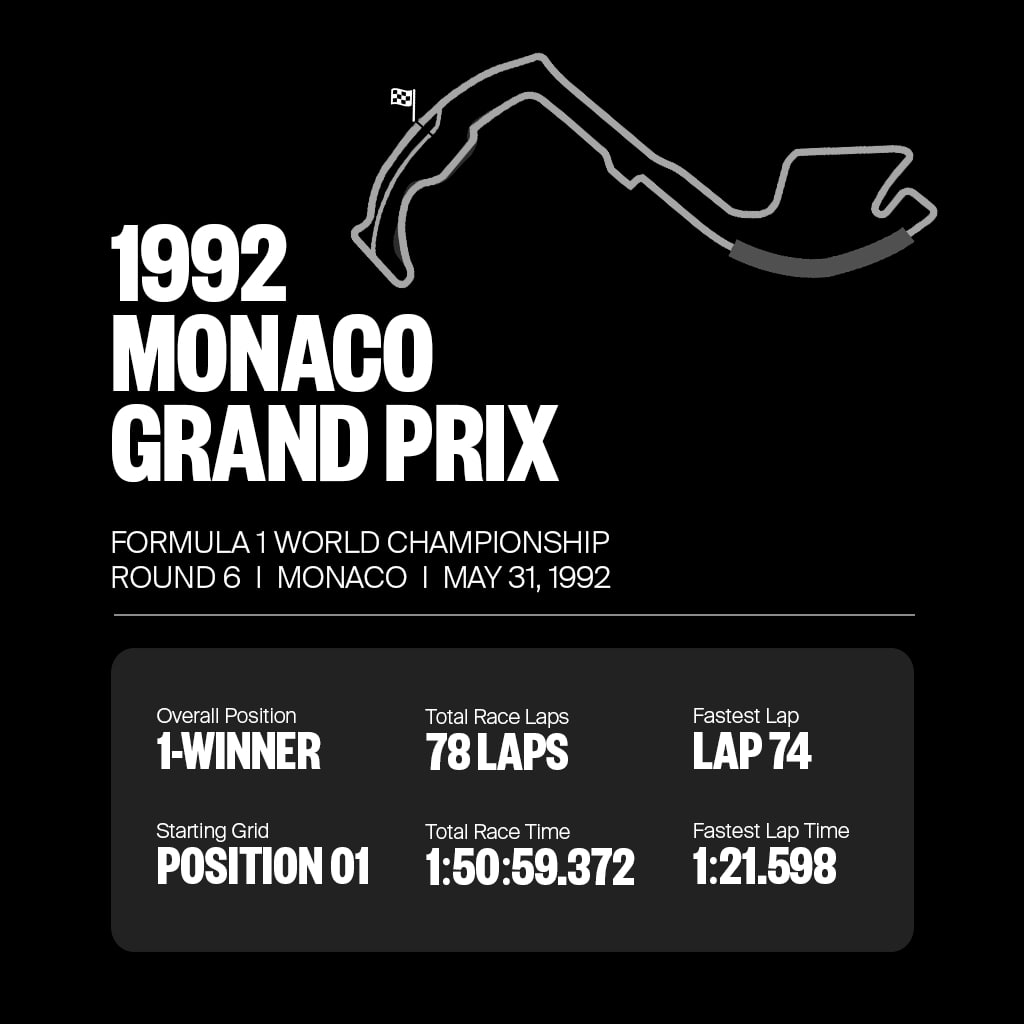 1992
MONACO
GRAND PRIX
FORMULA 1 WORLD CHAMPIONSHIP
ROUND 6 | MONACO | MAY 31, 1992
Overall Position
1-WINNER
Total Race Laps
78 LAPS
Fastest Lap
LAP 74
Starting Grid
POSITION 01
Total Race Time
1:50:59.372
Fastest Lap Time
1:21.598